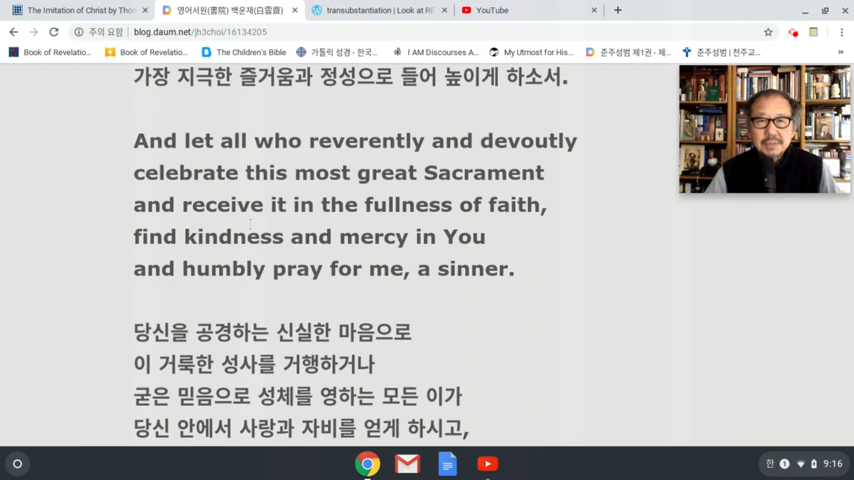 The Imitation of Christ by Thom
영어서원(書院) 백운재(白雲齋)
transubstantiation | Look at RE
YouTube
주의 요함
blog.daum.net/jh3choi/16134205
Book of Revelatio...
Book of Revelatio...
The Children's Bible
가톨릭 성경 - 한국...
I AM Discourses A...
My Utmost for His...
준주성범 제1권 - 제...
준주성범 | 전주교...
가장 지극한 즐거움과 정성으로 들어 높이게 하소서.
And let all who reverently and devoutly
celebrate this most great Sacrament
and receive it in the fullness of faith,
find kindness and mercy in You
and humbly pray for me, a sinner.
당신을 공경하는 신실한 마음으로
이 거룩한 성사를 거행하거나
굳은 믿음으로 성체를 영하는 모든 이가
당신 안에서 사랑과 자비를 얻게 하시고,
한
1
9:16